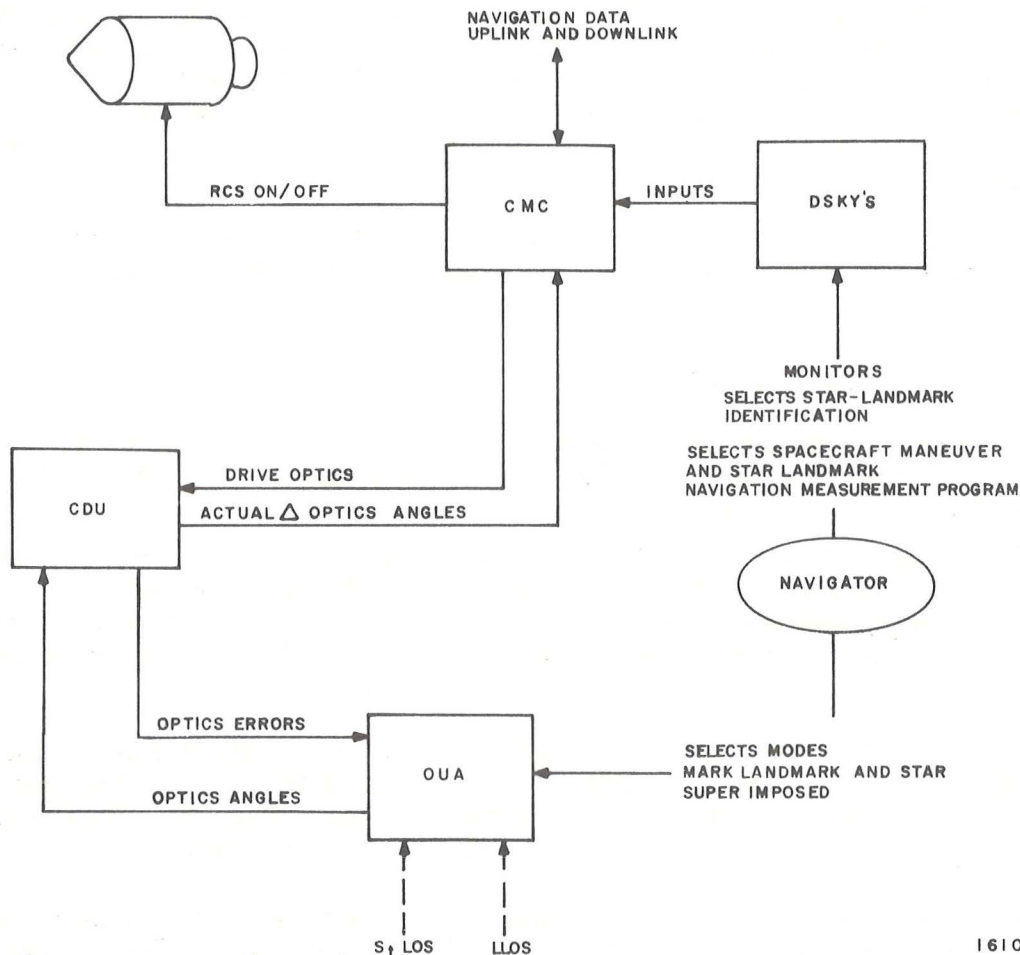 NAVIGATION DATA
UPLINK AND DOWNLINK
RCS ON/OFF
CMC
INPUTS
DSKY'S
MONITORS
SELECTS STAR-LANDMARK
IDENTIFICATION
SELECTS SPACECRAFT MANEUVER
AND STAR LANDMARK
NAVIGATION MEASUREMENT PROGRAM
DRIVE OPTICS
CDU
ACTUAL △ OPTICS ANGLES
NAVIGATOR
OPTICS ERRORS
OUA
SELECTS MODES
MARK LANDMARK AND STAR
SUPER IMPOSED
OPTICS ANGLES
St LOS
LLOS
1610